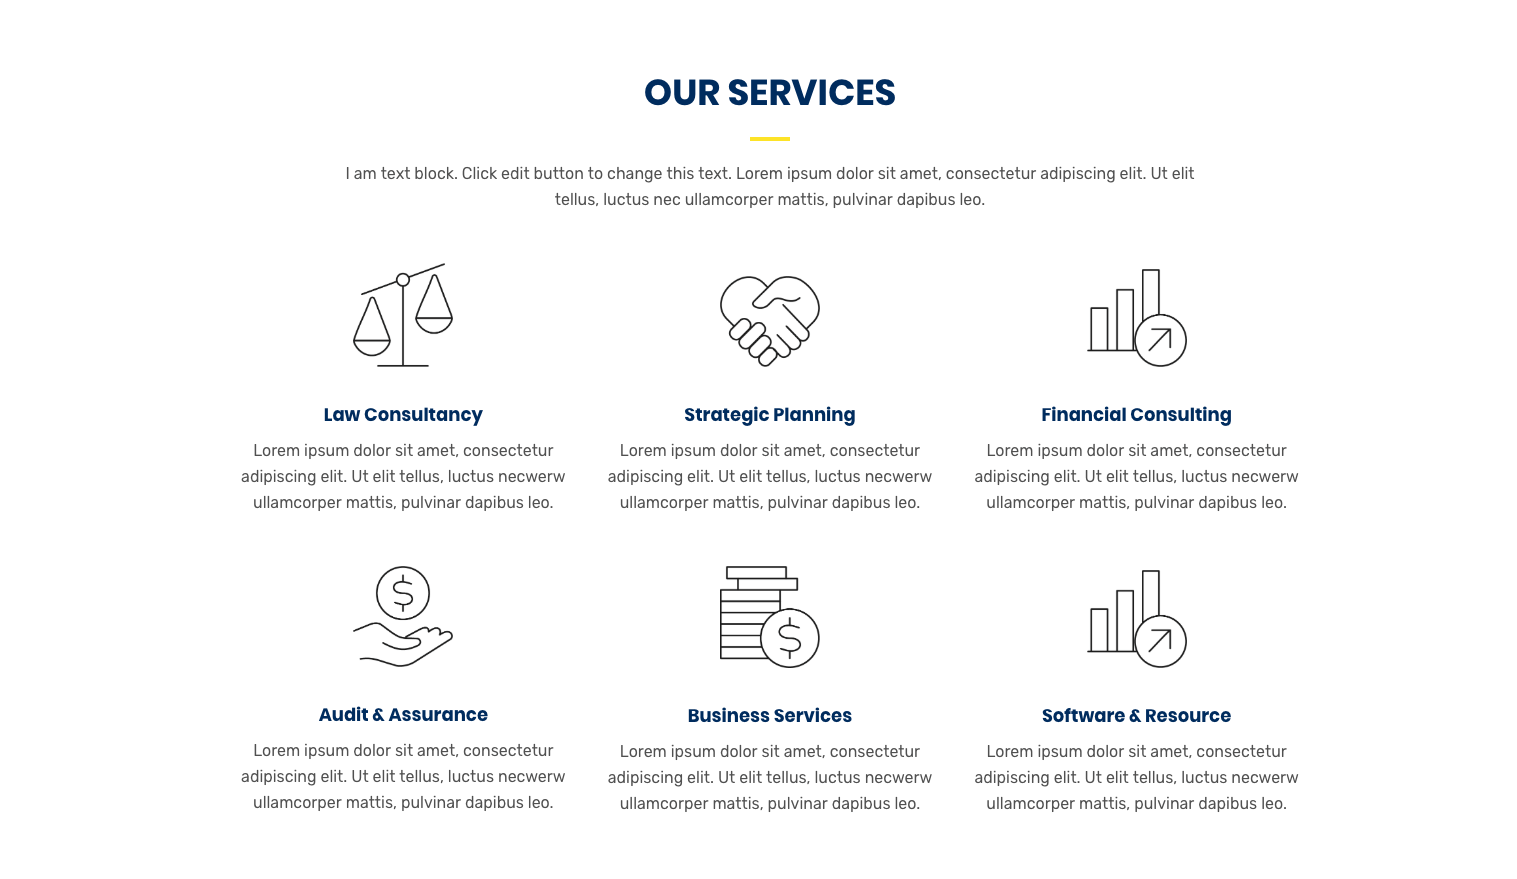 OUR SERVICES
I am text block. Click edit button to change this text. Lorem ipsum dolor sit amet, consectetur adipiscing elit. Ut elit
tellus, luctus nec ullamcorper mattis, pulvinar dapibus leo.
Law Consultancy
Lorem ipsum dolor sit amet, consectetur
adipiscing elit. Ut elit tellus, luctus necwerw
ullamcorper mattis, pulvinar dapibus leo.
Strategic Planning
Lorem ipsum dolor sit amet, consectetur
adipiscing elit. Ut elit tellus, luctus necwerw
ullamcorper mattis, pulvinar dapibus leo.
Financial Consulting
Lorem ipsum dolor sit amet, consectetur
adipiscing elit. Ut elit tellus, luctus necwerw
ullamcorper mattis, pulvinar dapibus leo.
$
Audit & Assurance
Lorem ipsum dolor sit amet, consectetur
adipiscing elit. Ut elit tellus, luctus necwerw
ullamcorper mattis, pulvinar dapibus leo.
$
Business Services
Lorem ipsum dolor sit amet, consectetur
adipiscing elit. Ut elit tellus, luctus necwerw
ullamcorper mattis, pulvinar dapibus leo.
Software & Resource
Lorem ipsum dolor sit amet, consectetur
adipiscing elit. Ut elit tellus, luctus necwerw
ullamcorper mattis, pulvinar dapibus leo.